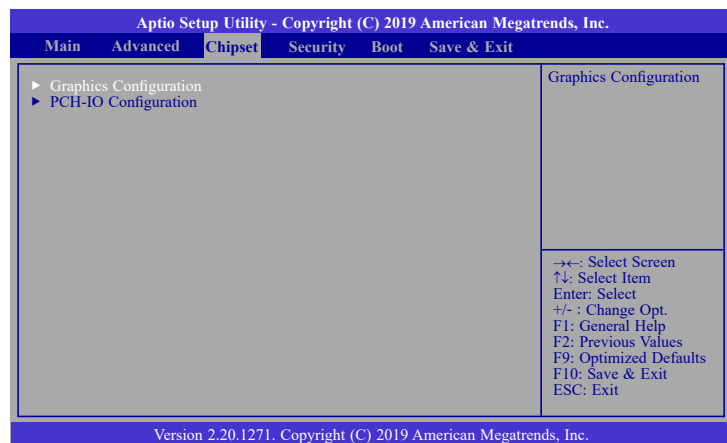 Aptio Setup Utility - Copyright (C) 2019 American Megatrends, Inc.
Main Advanced Chipset Security Boot Save & Exit
► Graphics Configuration
► PCH-IO Configuration
Graphics Configuration
→←: Select Screen
↑↓: Select Item
Enter: Select
+/- : Change Opt.
F1: General Help
F2: Previous Values
F9: Optimized Defaults
F10: Save & Exit
ESC: Exit
Version 2.20.1271. Copyright (C) 2019 American Megatrends, Inc.